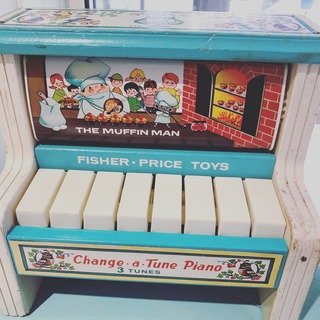 THE MUFFIN MAN
FISHER·PRICE TOYS
Change·a·Tune Piano
3 TUNES